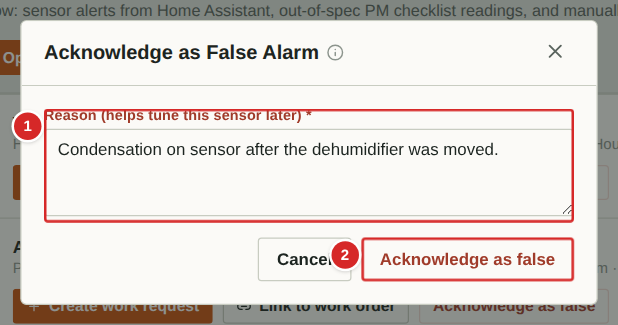 ow: sensor alerts from Home Assistant, out-of-spec PM checklist readings, and manual
Op
Acknowledge as False Alarm
1
Reason (helps tune this sensor later) *
Condensation on sensor after the dehumidifier was moved.
Cancel
2
Acknowledge as false
+ Create work request
Link to work order
Acknowledge as false